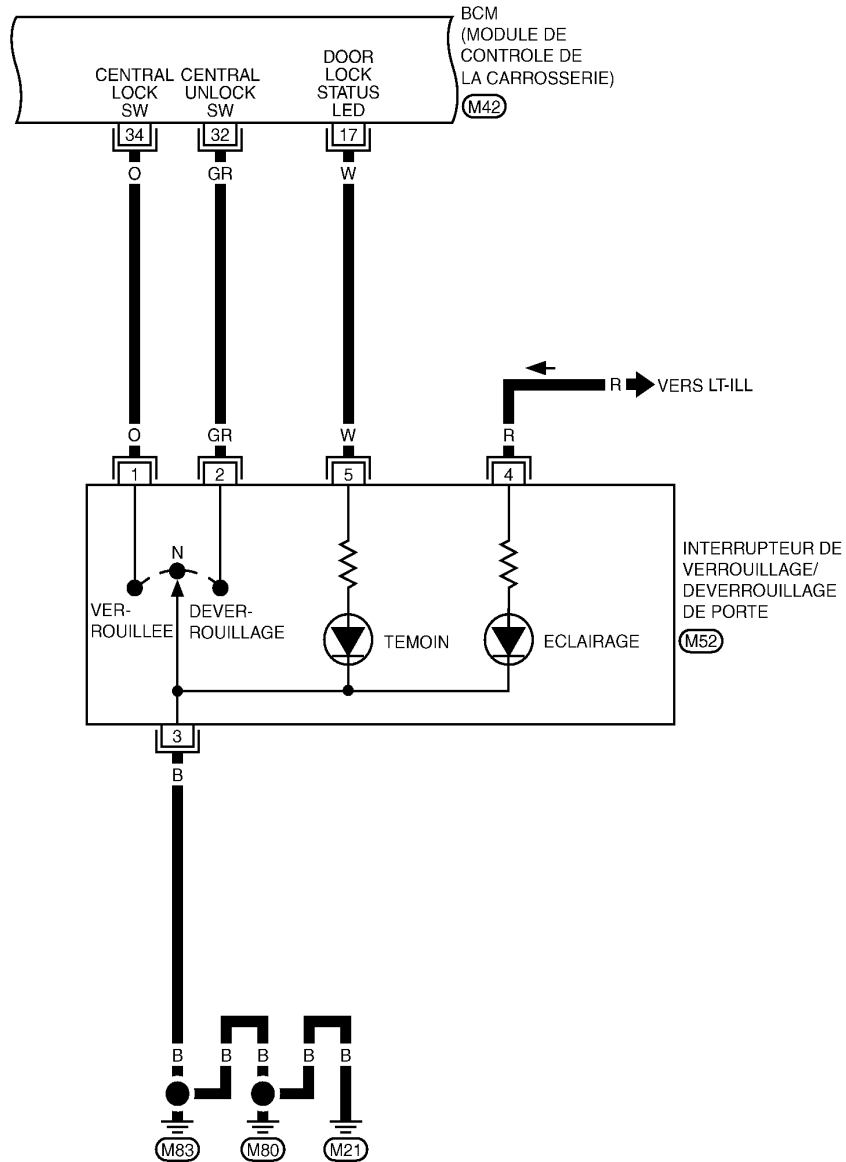 BCM
(MODULE DE
CONTROLE DE
LA CARROSSERIE)
M42
CENTRAL
LOCK
SW
CENTRAL
UNLOCK
SW
DOOR
LOCK
STATUS
LED
34
32
17
O
GR
W
R
VERS LT-ILL
O
GR
W
R
1
2
5
4
N
VER-
ROUILLEE
DEVER-
ROUILLAGE
TEMOIN
ECLAIRAGE
INTERRUPTEUR DE
VERROUILLAGE/
DEVERROUILLAGE
DE PORTE
M52
3
B
B
B
B
B
B
M83
M80
M21